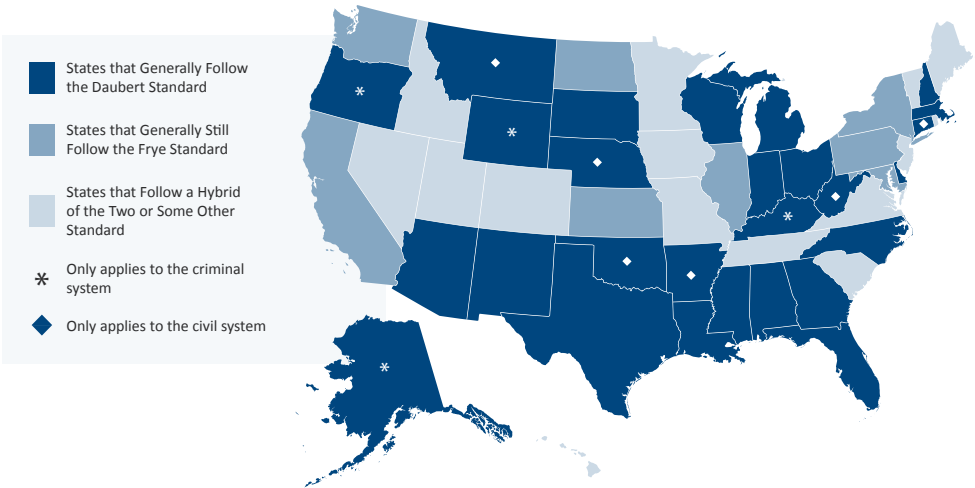 States that Generally Follow
the Daubert Standard
States that Generally Still
Follow the Frye Standard
States that Follow a Hybrid
of the Two or Some Other
Standard
Only applies to the criminal
system
Only applies to the civil system